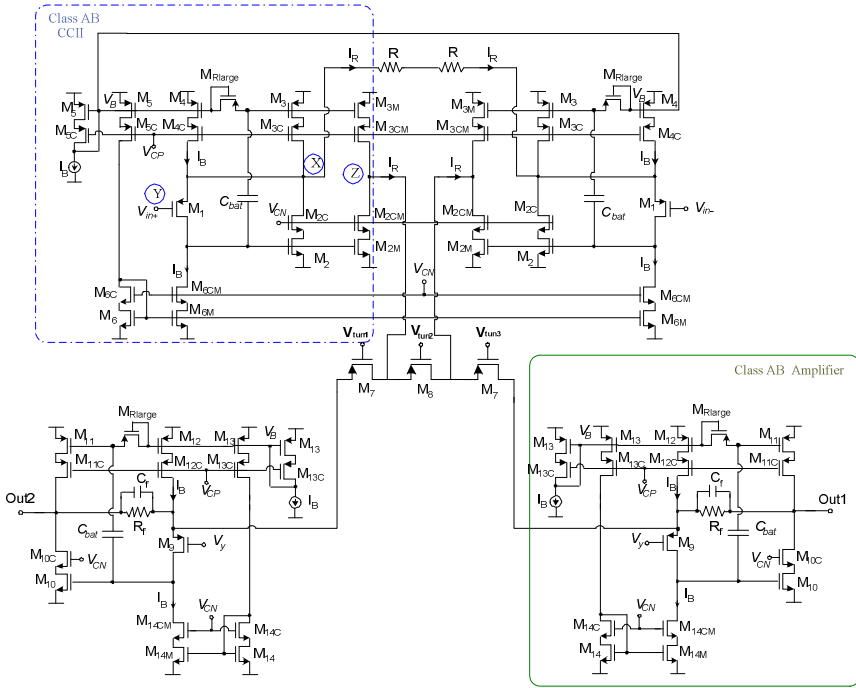 Class AB
CCII
I_R R R I_R
M_Rlarge M_Rlarge
M_5 V_B M_5 M_4 M_3 M_3M M_3M M_3 V_B M_4
M_5C M_5C M_4C M_3C M_3CM M_3CM M_3C M_4C
V_CP
I_B I_B X Z I_R I_R I_B
Y
V_in+ M_1 C_bat V_CN M_2C M_2CM M_2CM M_2C C_bat M_1 V_in-
M_2 M_2M M_2M M_2
I_B V_CN I_B
M_6C M_6CM M_6CM
M_6 M_6M M_6M
V_tun1 V_tun2 V_tun3
M_7 M_8 M_7
Class AB Amplifier
M_Rlarge M_Rlarge
M_11 M_12 M_13 V_B M_13 M_13 V_B M_13 M_12 M_11
M_11C M_12C M_13C M_13C M_13C M_13C M_12C M_11C
I_B V_CP I_B I_B V_CP I_B
Out2 C_f C_f Out1
R_f R_f
C_bat M_9 V_y V_y M_9 C_bat
M_10C V_CN V_CN M_10C
M_10 M_10
I_B V_CN V_CN I_B
M_14CM M_14C M_14C M_14CM
M_14M M_14 M_14 M_14M